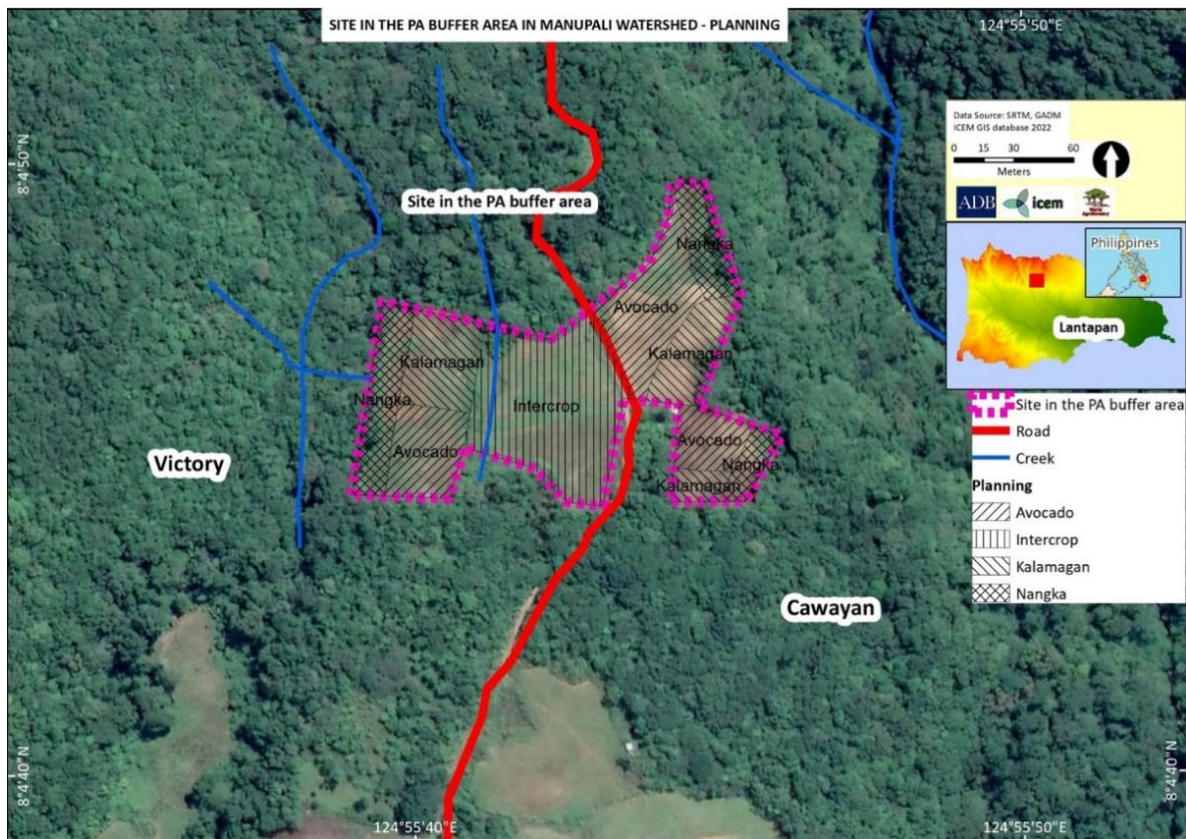 SITE IN THE PA BUFFER AREA IN MANUPALI WATERSHED - PLANNING
124°55'50"E
8°4'50"N
Data Source: SRTM, GADM
ICEM GIS database 2022
0 15 30 60
Meters
ADB
icem
World
Agroforestry
Philippines
Lantapan
Site in the PA buffer area
Nangka
Avocado
Kalamagan
Kalamagan
Nangka
Intercrop
Avocado
Avocado
Nangka
Kalamagan
Victory
Cawayan
Site in the PA buffer area
Road
Creek
Planning
Avocado
Intercrop
Kalamagan
Nangka
8°4'40"N
8°4'40"N
124°55'40"E
124°55'50"E